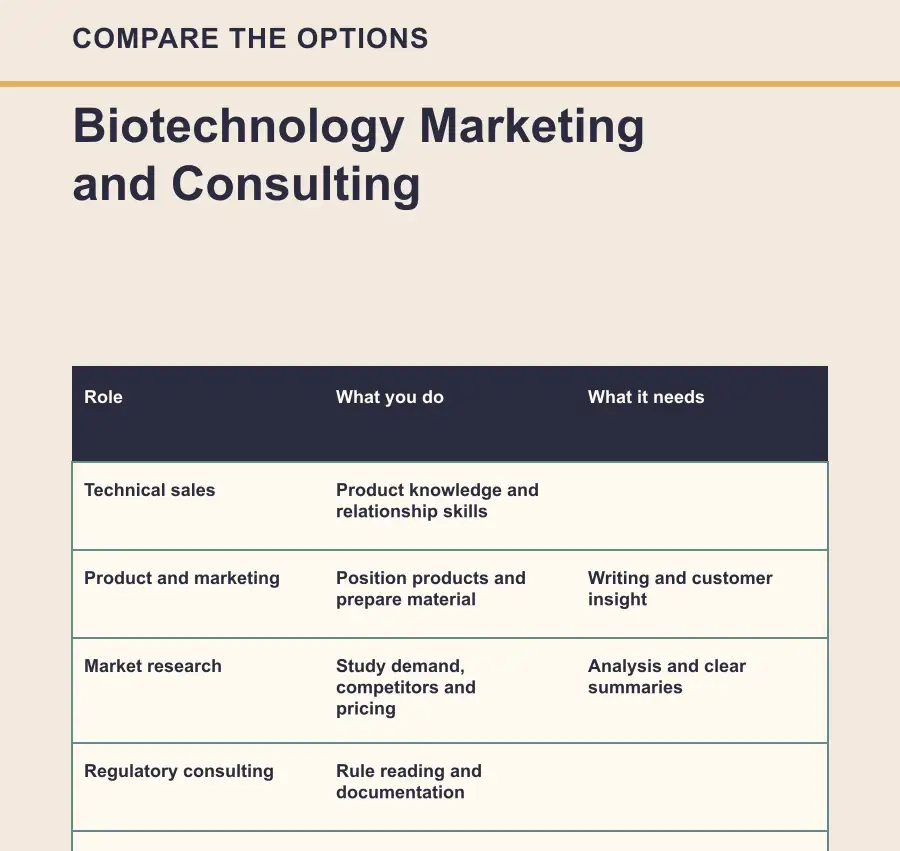 COMPARE THE OPTIONS
Biotechnology Marketing
and Consulting
Role What you do What it needs
Technical sales Product knowledge and
relationship skills
Product and marketing Position products and Writing and customer
prepare material insight
Market research Study demand, Analysis and clear
competitors and summaries
pricing
Regulatory consulting Rule reading and
documentation